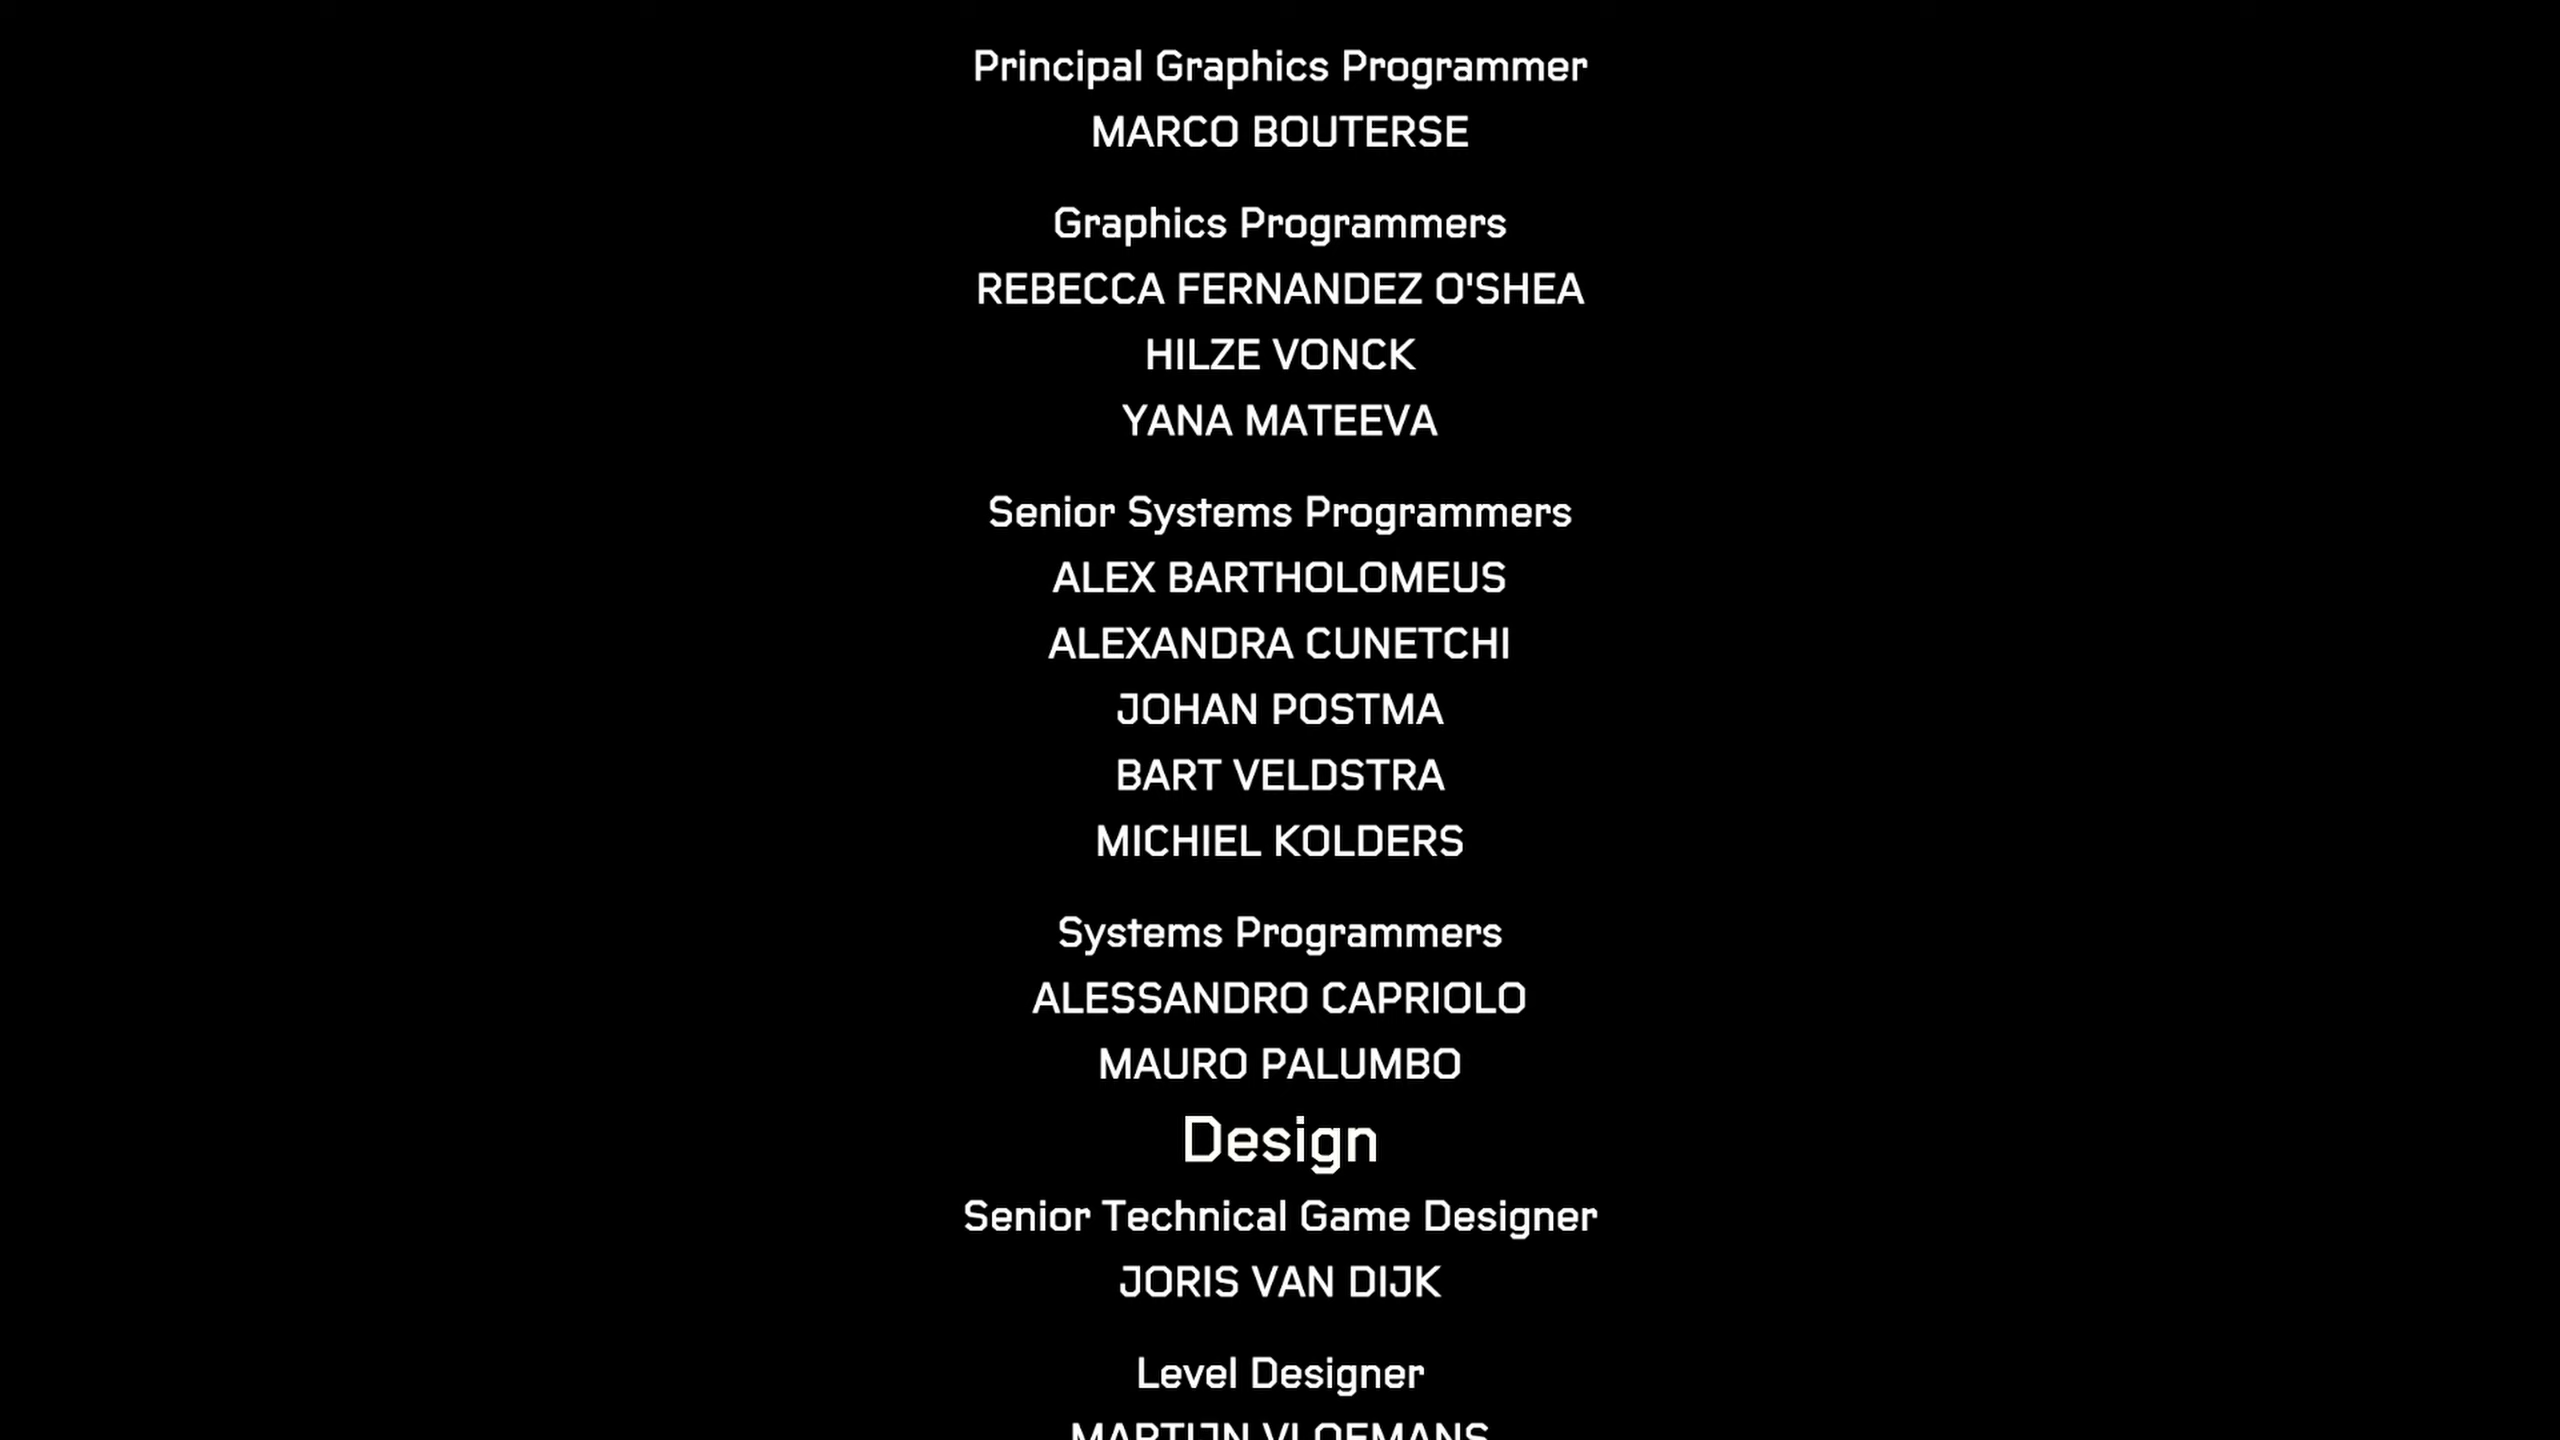 Principal Graphics Programmer
MARCO BOUTERSE
Graphics Programmers
REBECCA FERNANDEZ O'SHEA
HILZE VONCK
YANA MATEEVA
Senior Systems Programmers
ALEX BARTHOLOMEUS
ALEXANDRA CUNETCHI
JOHAN POSTMA
BART VELDSTRA
MICHIEL KOLDERS
Systems Programmers
ALESSANDRO CAPRIOLO
MAURO PALUMBO
Design
Senior Technical Game Designer
JORIS VAN DIJK
Level Designer
MARTIJN VLOEMANS